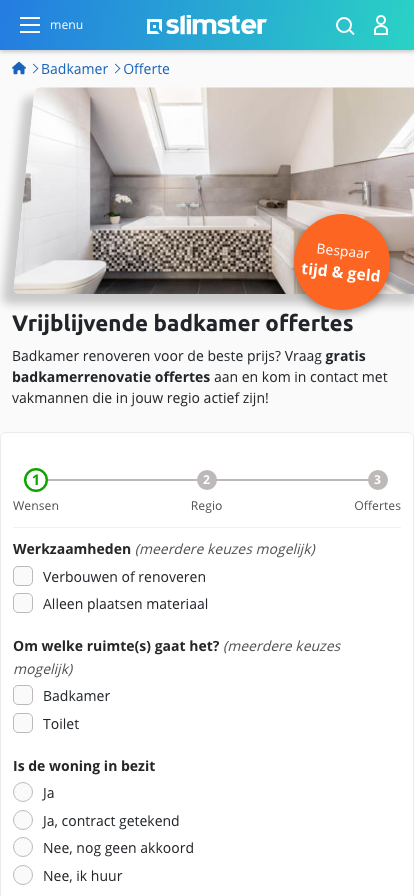 menu
slimster
Badkamer
Offerte
Bespaar
tijd & geld
Vrijblijvende badkamer offertes
Badkamer renoveren voor de beste prijs? Vraag gratis
badkamerrenovatie offertes aan en kom in contact met
vakmannen die in jouw regio actief zijn!
1
2
3
Wensen
Regio
Offertes
Werkzaamheden (meerdere keuzes mogelijk)
Verbouwen of renoveren
Alleen plaatsen materiaal
Om welke ruimte(s) gaat het? (meerdere keuzes
mogelijk)
Badkamer
Toilet
Is de woning in bezit
Ja
Ja, contract getekend
Nee, nog geen akkoord
Nee, ik huur